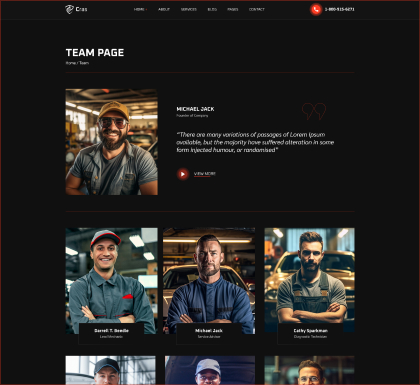 Cras
HOME
ABOUT
SERVICES
BLOG
PAGES
CONTACT
1-800-915-6271
TEAM PAGE
Home / Team
MICHAEL JACK
Founder of Company
"There are many variations of passages of Lorem Ipsum
available, but the majority have suffered alteration in some
form injected humour, or randomised"
VIEW MORE
Darrell T. Beedle
Lead Mechanic
Michael Jack
Service Advisor
Cathy Sparkman
Diagnostic Technician